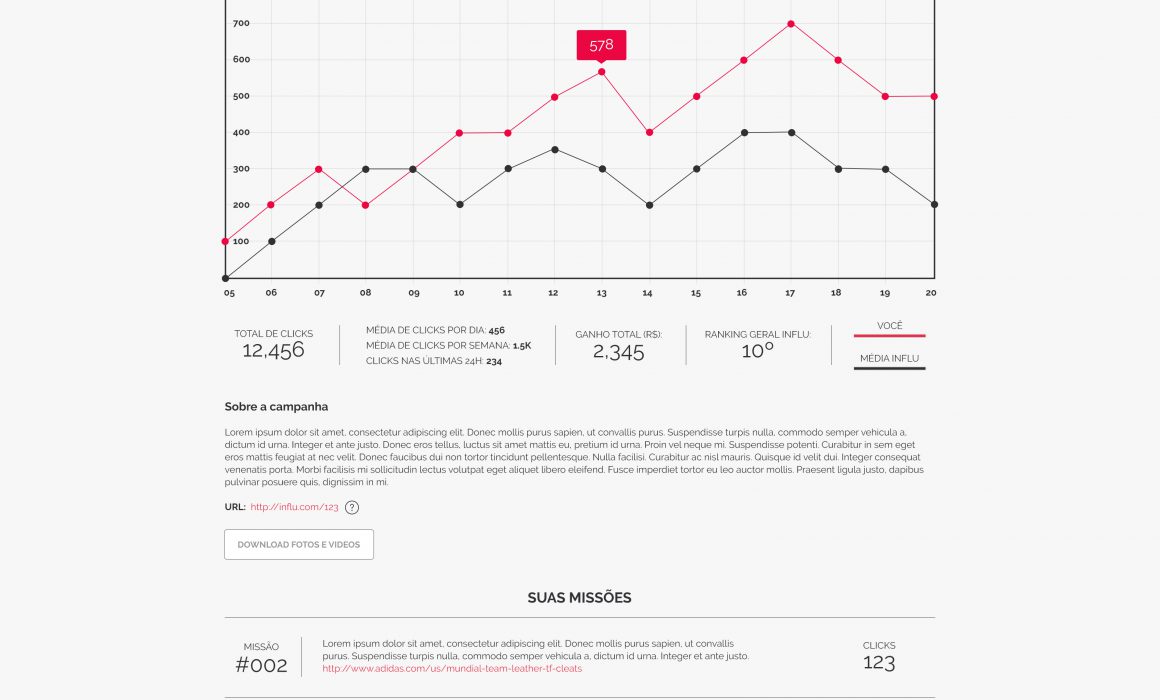 700
578
600
500
400
300
200
100
05 06 07 08 09 10 11 12 13 14 15 16 17 18 19 20
TOTAL DE CLICKS
12,456
MÉDIA DE CLICKS POR DIA: 456
MÉDIA DE CLICKS POR SEMANA: 1.5K
CLICKS NAS ÚLTIMAS 24H: 234
GANHO TOTAL (R$):
2,345
RANKING GERAL INFLU:
10º
VOCÊ
MÉDIA INFLU
Sobre a campanha
Lorem ipsum dolor sit amet, consectetur adipiscing elit. Donec mollis purus sapien, ut convallis purus. Suspendisse turpis nulla, commodo semper vehicula a,
dictum id urna. Integer et ante justo. Donec eros tellus, luctus sit amet mattis eu, pretium id urna. Proin vel neque mi. Suspendisse potenti. Curabitur in sem eget
eros mattis feugiat at nec velit. Donec faucibus dui non tortor tincidunt pellentesque. Nulla facilisi. Curabitur ac nisl mauris. Quisque id velit dui. Integer consequat
venenatis porta. Morbi facilisis mi sollicitudin lectus volutpat eget aliquet libero eleifend. Fusce imperdiet tortor eu leo auctor mollis. Praesent ligula justo, dapibus
pulvinar posuere quis, dignissim in mi.
URL: http://influ.com/123 ?
DOWNLOAD FOTOS E VIDEOS
SUAS MISSÕES
MISSÃO
#002
Lorem ipsum dolor sit amet, consectetur adipiscing elit. Donec mollis purus sapien, ut convallis
purus. Suspendisse turpis nulla, commodo semper vehicula a, dictum id urna. Integer et ante justo.
http://www.adidas.com/us/mundial-team-leather-tf-cleats
CLICKS
123